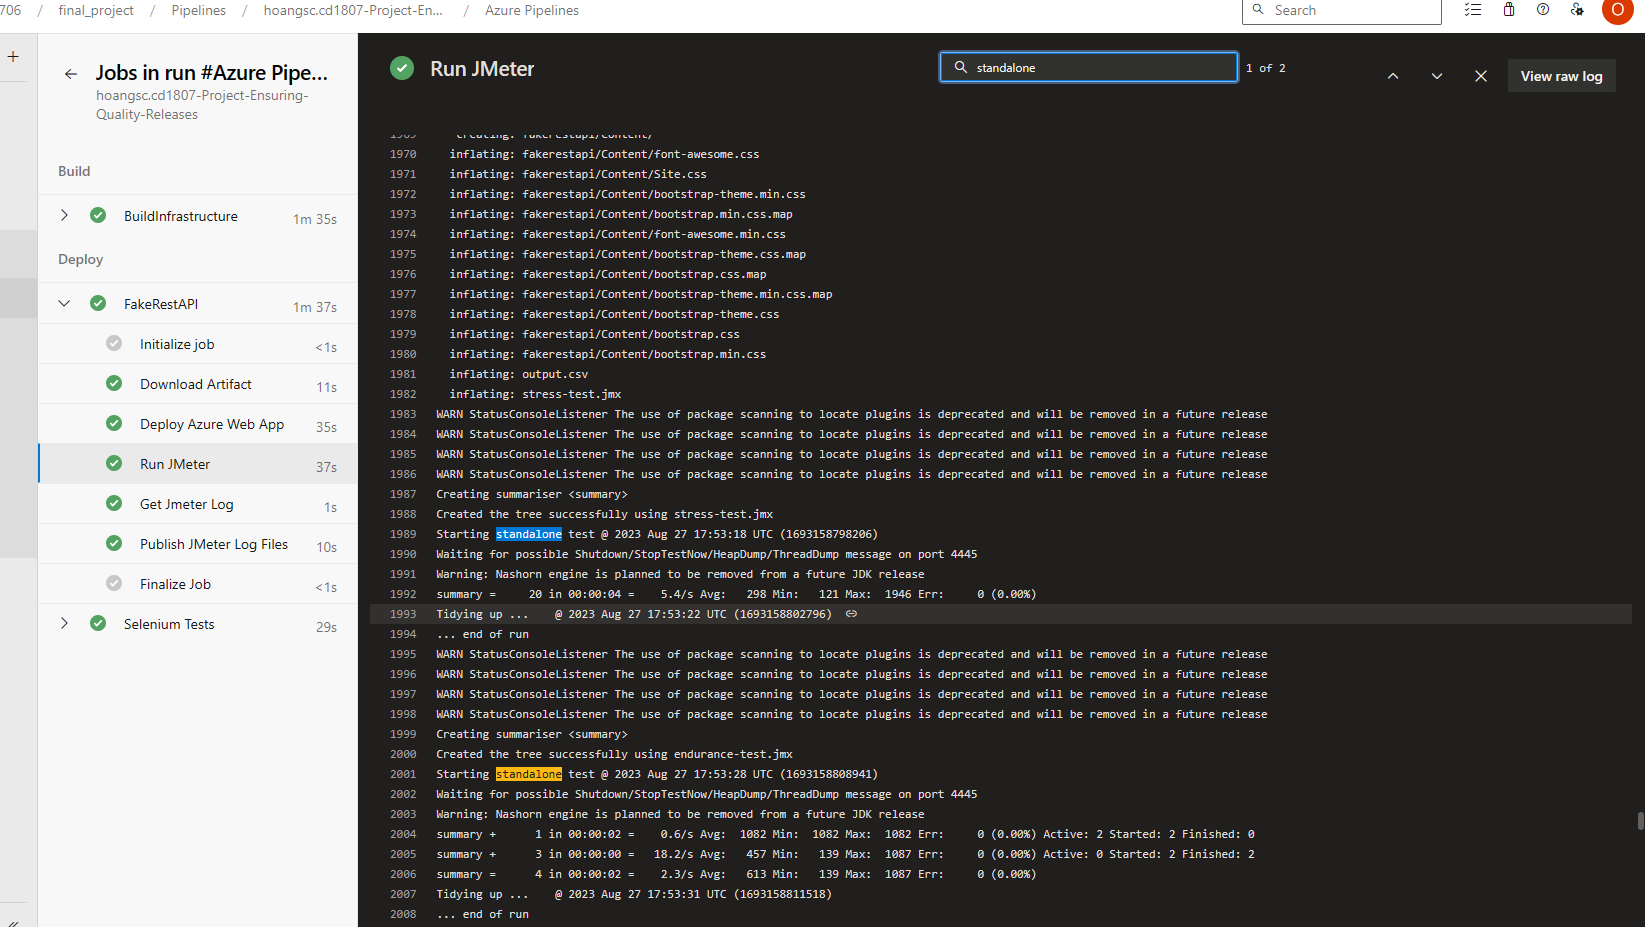 706 / final_project / Pipelines / hoangsc.cd1807-Project-En... / Azure Pipelines
Search
O
Jobs in run #Azure Pipe...
hoangsc.cd1807-Project-Ensuring-
Quality-Releases
Build
BuildInfrastructure 1m 35s
Deploy
FakeRestAPI 1m 37s
Initialize job <1s
Download Artifact 11s
Deploy Azure Web App 35s
Run JMeter 37s
Get Jmeter Log 1s
Publish JMeter Log Files 10s
Finalize Job <1s
Selenium Tests 29s
Run JMeter
standalone
1 of 2
View raw log
1969 creating: fakerestapi/Content/
1970 inflating: fakerestapi/Content/font-awesome.css
1971 inflating: fakerestapi/Content/Site.css
1972 inflating: fakerestapi/Content/bootstrap-theme.min.css
1973 inflating: fakerestapi/Content/bootstrap.min.css.map
1974 inflating: fakerestapi/Content/font-awesome.min.css
1975 inflating: fakerestapi/Content/bootstrap-theme.css.map
1976 inflating: fakerestapi/Content/bootstrap.css.map
1977 inflating: fakerestapi/Content/bootstrap-theme.min.css.map
1978 inflating: fakerestapi/Content/bootstrap-theme.css
1979 inflating: fakerestapi/Content/bootstrap.css
1980 inflating: fakerestapi/Content/bootstrap.min.css
1981 inflating: output.csv
1982 inflating: stress-test.jmx
1983 WARN StatusConsoleListener The use of package scanning to locate plugins is deprecated and will be removed in a future release
1984 WARN StatusConsoleListener The use of package scanning to locate plugins is deprecated and will be removed in a future release
1985 WARN StatusConsoleListener The use of package scanning to locate plugins is deprecated and will be removed in a future release
1986 WARN StatusConsoleListener The use of package scanning to locate plugins is deprecated and will be removed in a future release
1987 Creating summariser <summary>
1988 Created the tree successfully using stress-test.jmx
1989 Starting standalone test @ 2023 Aug 27 17:53:18 UTC (1693158798206)
1990 Waiting for possible Shutdown/StopTestNow/HeapDump/ThreadDump message on port 4445
1991 Warning: Nashorn engine is planned to be removed from a future JDK release
1992 summary = 20 in 00:00:04 = 5.4/s Avg: 298 Min: 121 Max: 1946 Err: 0 (0.00%)
1993 Tidying up ... @ 2023 Aug 27 17:53:22 UTC (1693158802796)
1994 ... end of run
1995 WARN StatusConsoleListener The use of package scanning to locate plugins is deprecated and will be removed in a future release
1996 WARN StatusConsoleListener The use of package scanning to locate plugins is deprecated and will be removed in a future release
1997 WARN StatusConsoleListener The use of package scanning to locate plugins is deprecated and will be removed in a future release
1998 WARN StatusConsoleListener The use of package scanning to locate plugins is deprecated and will be removed in a future release
1999 Creating summariser <summary>
2000 Created the tree successfully using endurance-test.jmx
2001 Starting standalone test @ 2023 Aug 27 17:53:28 UTC (1693158808941)
2002 Waiting for possible Shutdown/StopTestNow/HeapDump/ThreadDump message on port 4445
2003 Warning: Nashorn engine is planned to be removed from a future JDK release
2004 summary + 1 in 00:00:02 = 0.6/s Avg: 1082 Min: 1082 Max: 1082 Err: 0 (0.00%) Active: 2 Started: 2 Finished: 0
2005 summary + 3 in 00:00:00 = 18.2/s Avg: 457 Min: 139 Max: 1087 Err: 0 (0.00%) Active: 0 Started: 2 Finished: 2
2006 summary = 4 in 00:00:02 = 2.3/s Avg: 613 Min: 139 Max: 1087 Err: 0 (0.00%)
2007 Tidying up ... @ 2023 Aug 27 17:53:31 UTC (1693158811518)
2008 ... end of run